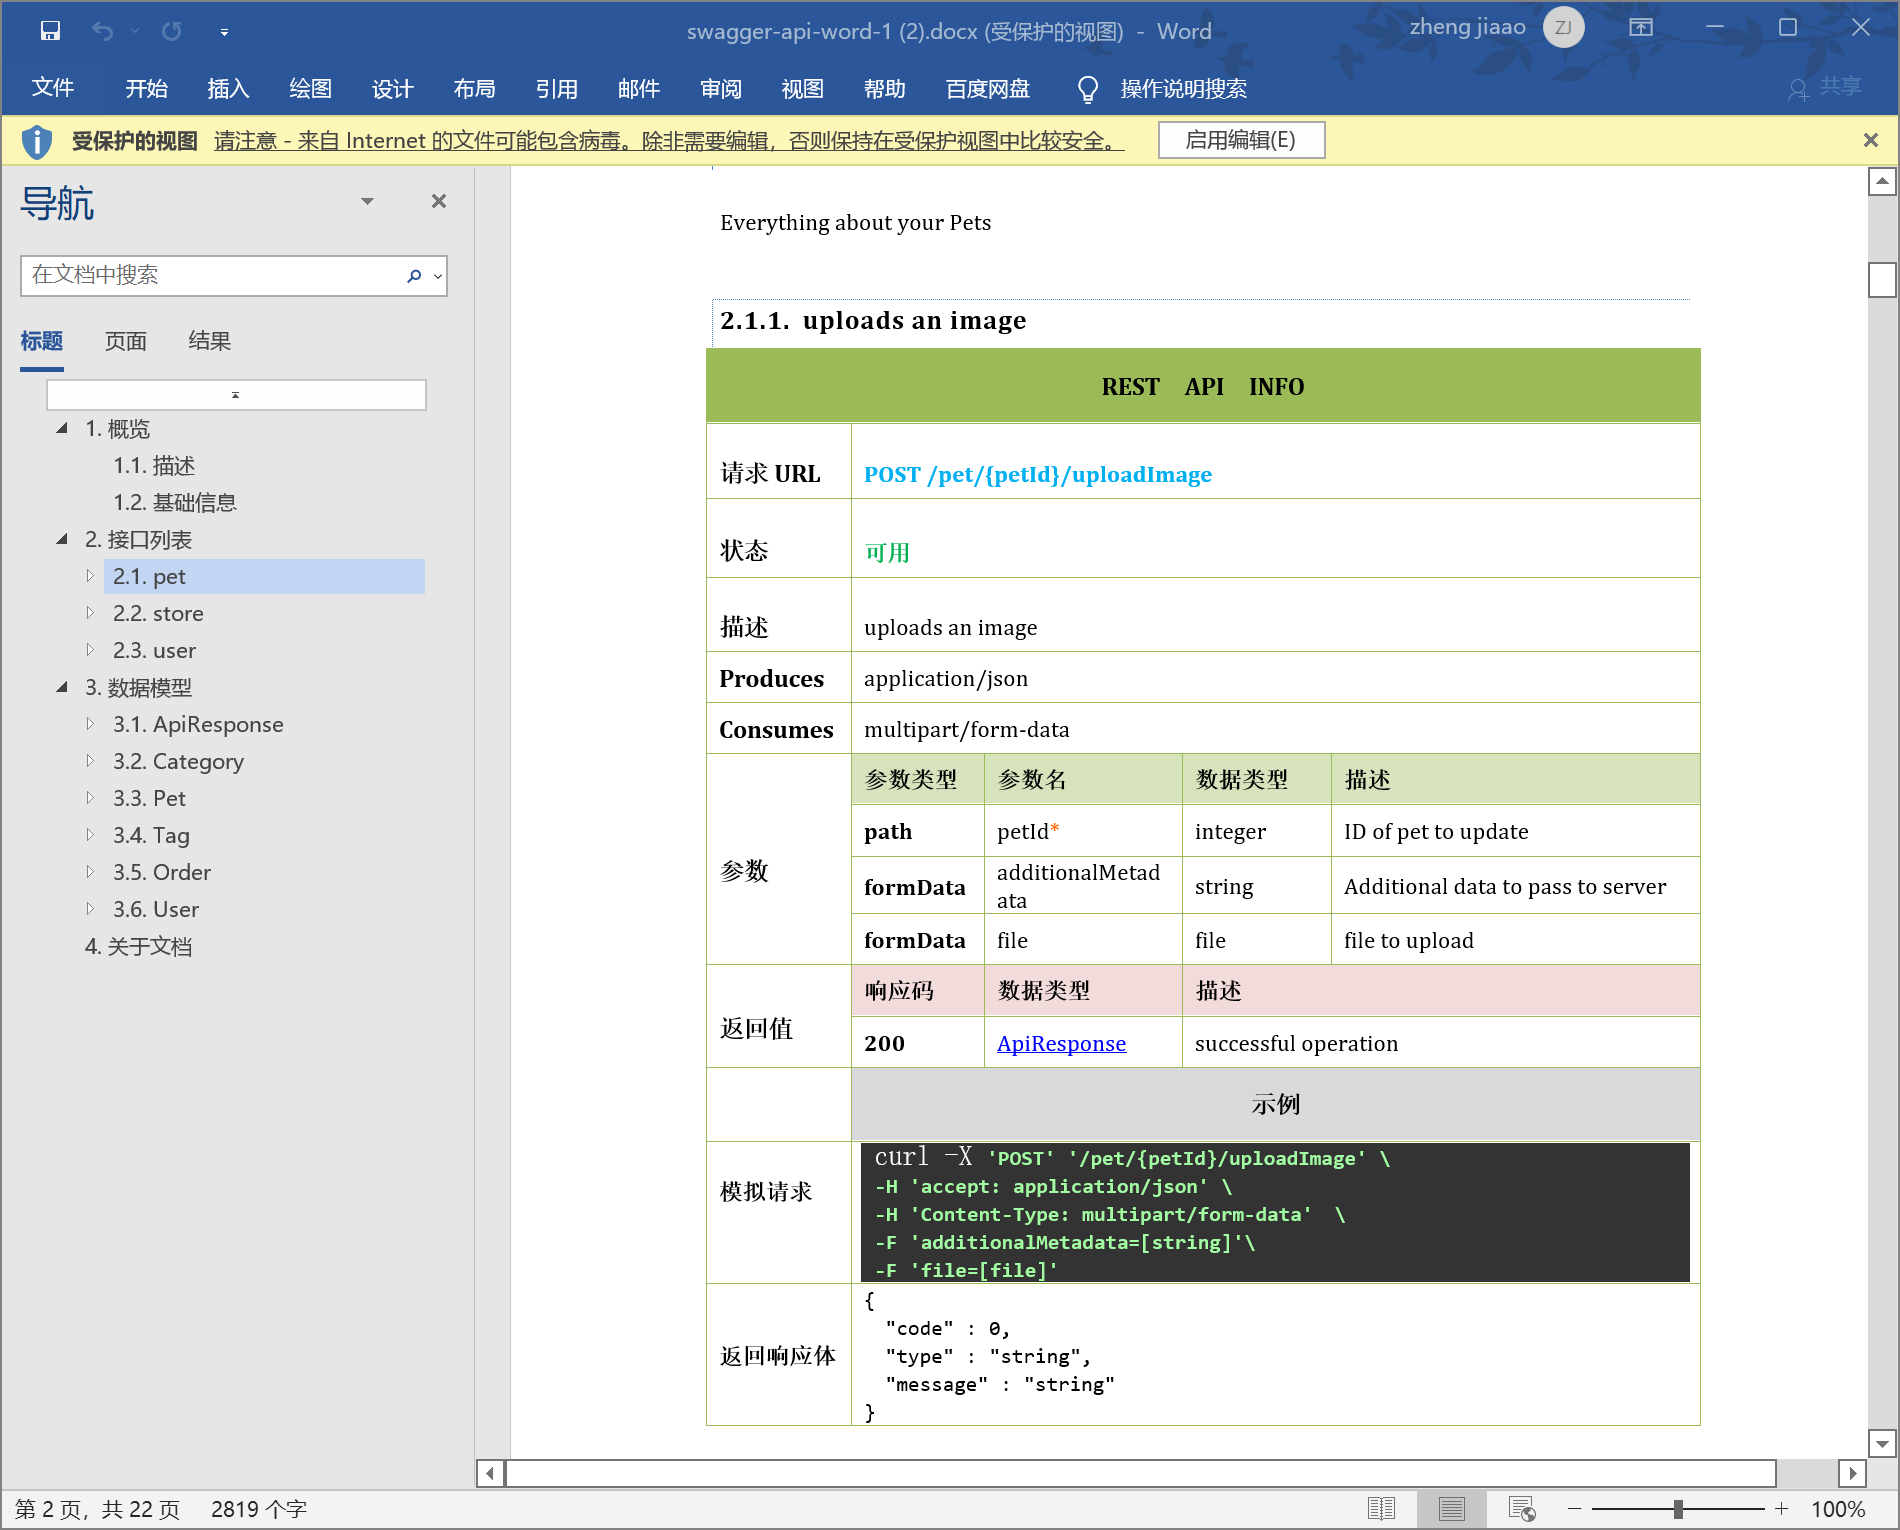 swagger-api-word-1 (2).docx (受保护的视图) - Word
zheng jiaao
ZJ
文件 开始 插入 绘图 设计 布局 引用 邮件 审阅 视图 帮助 百度网盘 操作说明搜索 共享
受保护的视图 请注意 - 来自 Internet 的文件可能包含病毒。除非需要编辑，否则保持在受保护视图中比较安全。 启用编辑(E)
导航
在文档中搜索
标题 页面 结果
1. 概览
1.1. 描述
1.2. 基础信息
2. 接口列表
2.1. pet
2.2. store
2.3. user
3. 数据模型
3.1. ApiResponse
3.2. Category
3.3. Pet
3.4. Tag
3.5. Order
3.6. User
4. 关于文档
Everything about your Pets
2.1.1. uploads an image
REST API INFO
请求 URL POST /pet/{petId}/uploadImage
状态 可用
描述 uploads an image
Produces application/json
Consumes multipart/form-data
参数
参数类型 参数名 数据类型 描述
path petId* integer ID of pet to update
formData additionalMetad
ata string Additional data to pass to server
formData file file file to upload
返回值
响应码 数据类型 描述
200 ApiResponse successful operation
示例
模拟请求
curl -X 'POST' '/pet/{petId}/uploadImage' \
-H 'accept: application/json' \
-H 'Content-Type: multipart/form-data'  \
-F 'additionalMetadata=[string]'\
-F 'file=[file]'
返回响应体
{
"code" : 0,
"type" : "string",
"message" : "string"
}
第 2 页，共 22 页 2819 个字 100%